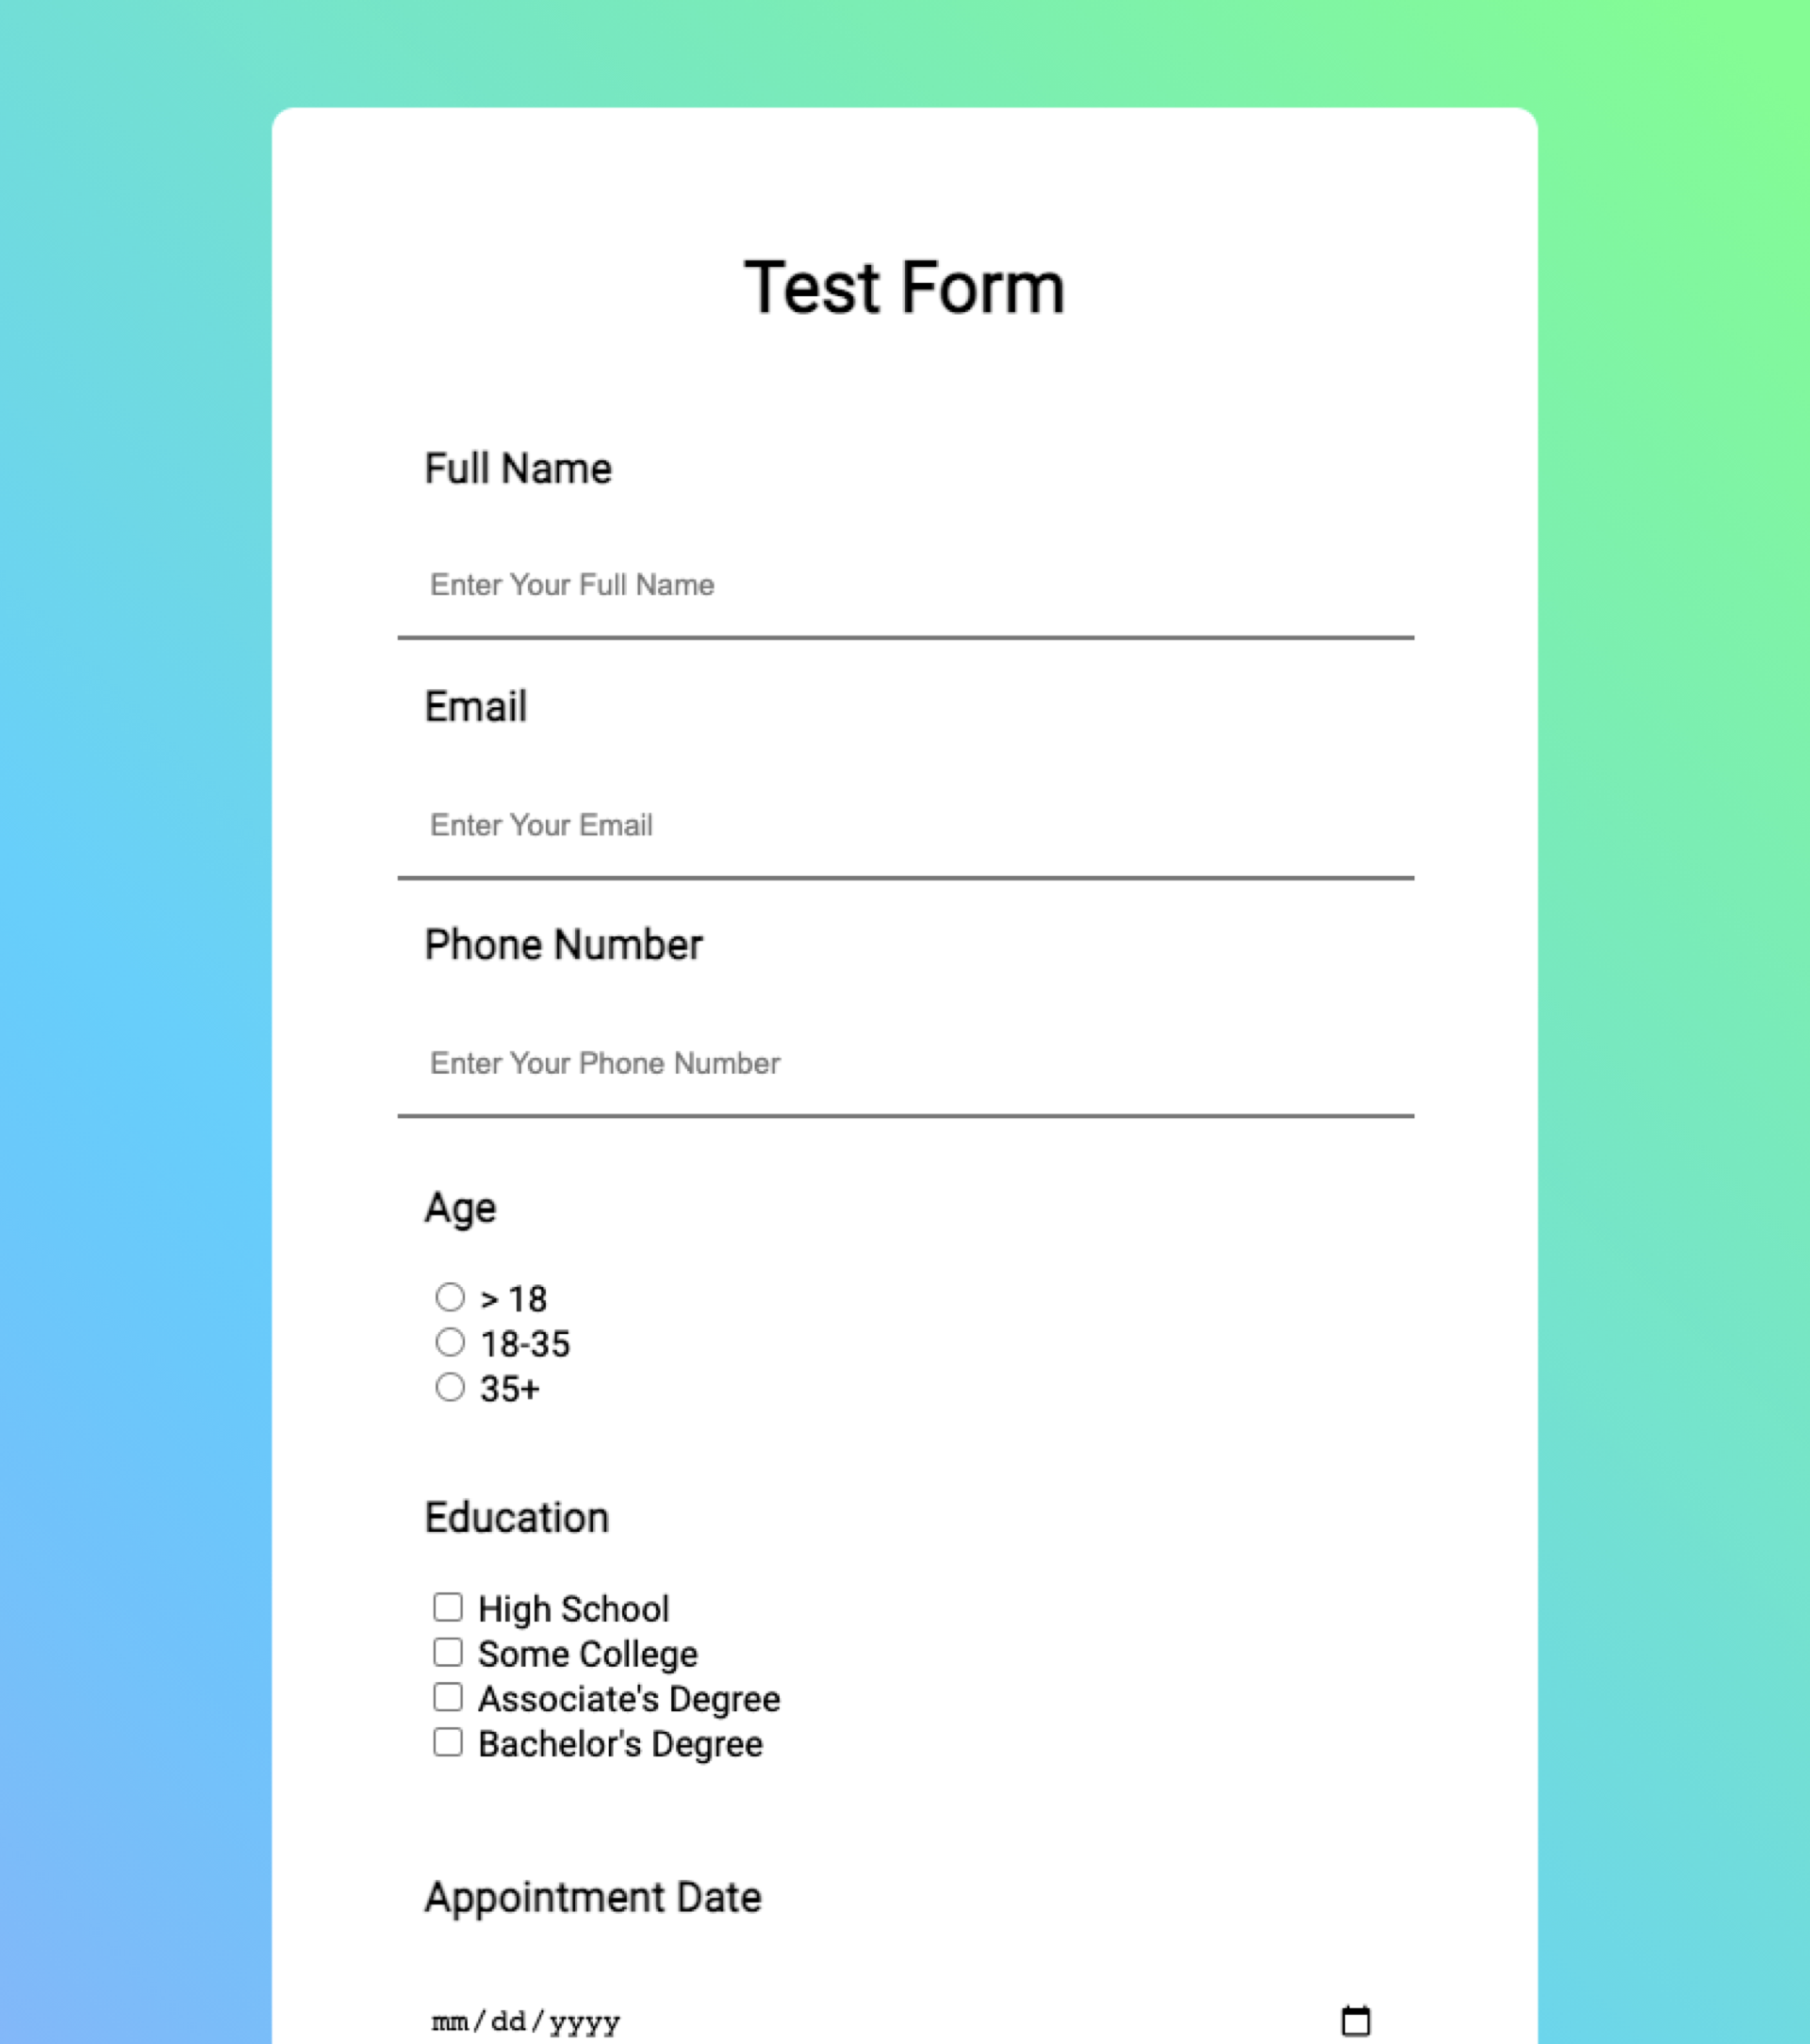 Test Form
Full Name
Enter Your Full Name
Email
Enter Your Email
Phone Number
Enter Your Phone Number
Age
> 18
18-35
35+
Education
High School
Some College
Associate's Degree
Bachelor's Degree
Appointment Date
mm/dd/yyyy